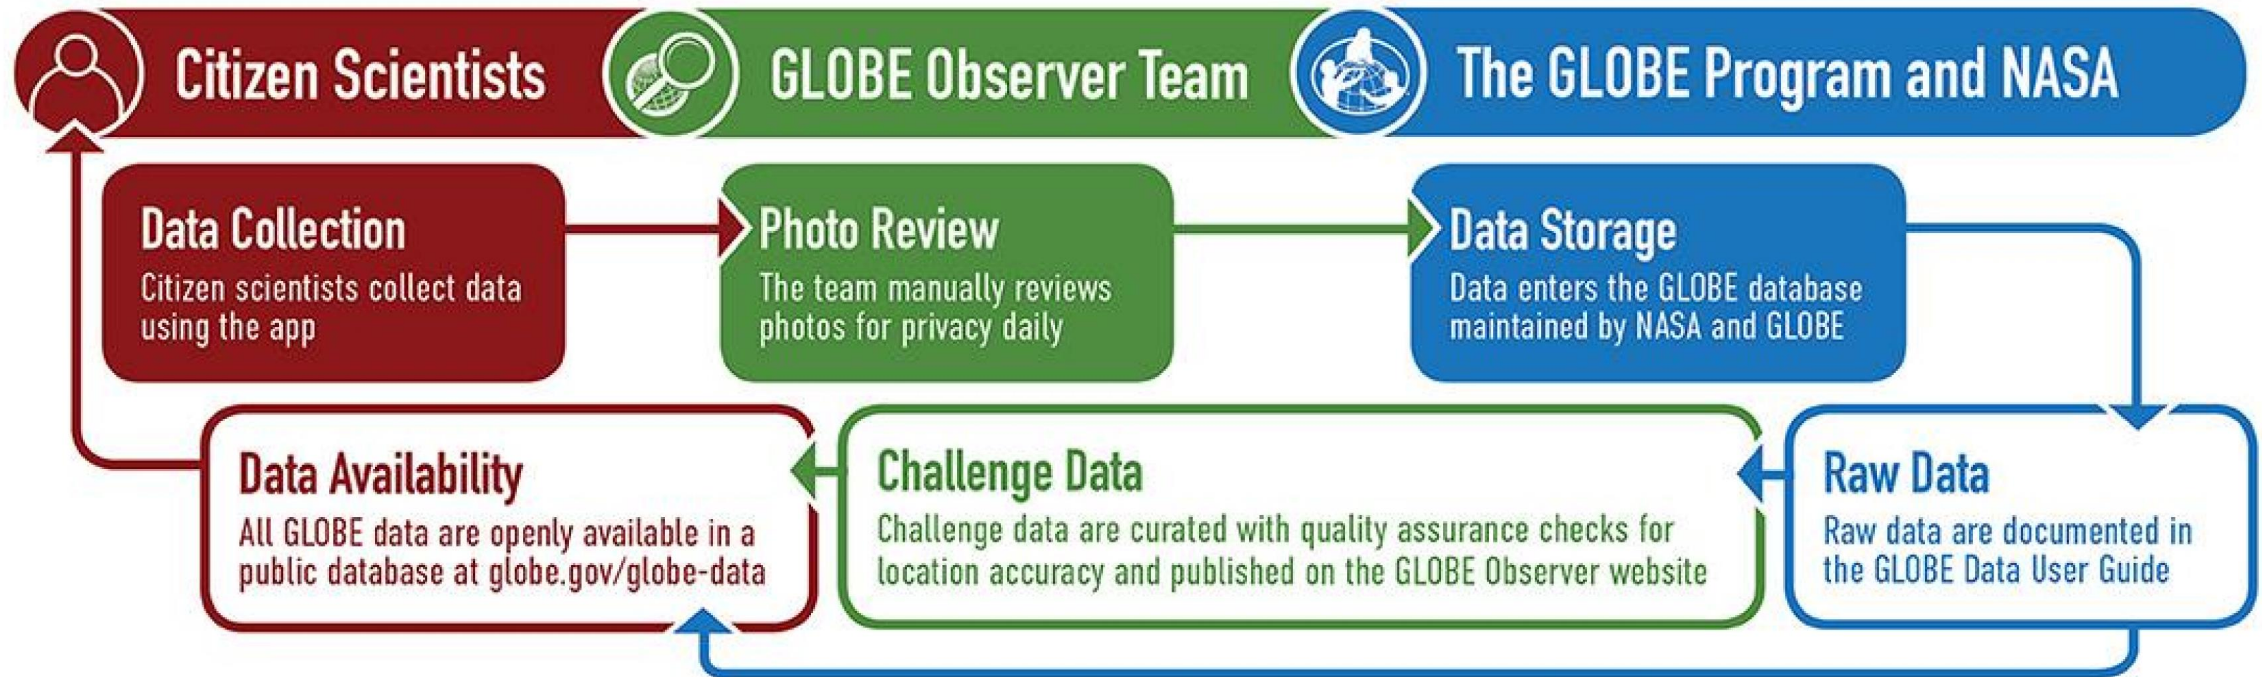 Citizen Scientists
GLOBE Observer Team
The GLOBE Program and NASA
Data Collection
Citizen scientists collect data
using the app
Photo Review
The team manually reviews
photos for privacy daily
Data Storage
Data enters the GLOBE database
maintained by NASA and GLOBE
Data Availability
All GLOBE data are openly available in a
public database at globe.gov/globe-data
Challenge Data
Challenge data are curated with quality assurance checks for
location accuracy and published on the GLOBE Observer website
Raw Data
Raw data are documented in
the GLOBE Data User Guide